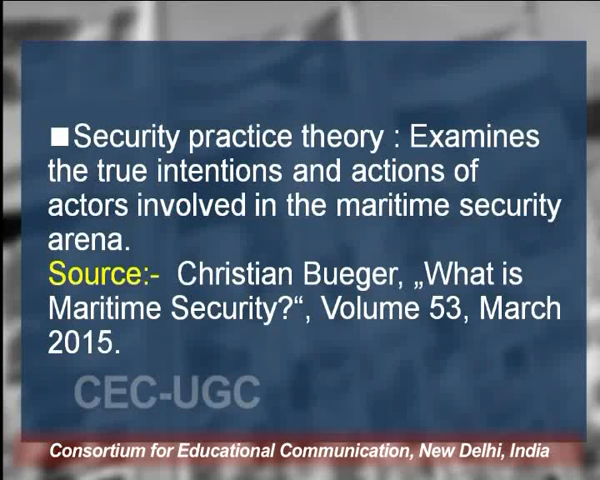 ■Security practice theory : Examines
the true intentions and actions of
actors involved in the maritime security
arena.
Source:- Christian Bueger, „What is
Maritime Security?“, Volume 53, March
2015.
CEC-UGC
Consortium for Educational Communication, New Delhi, India